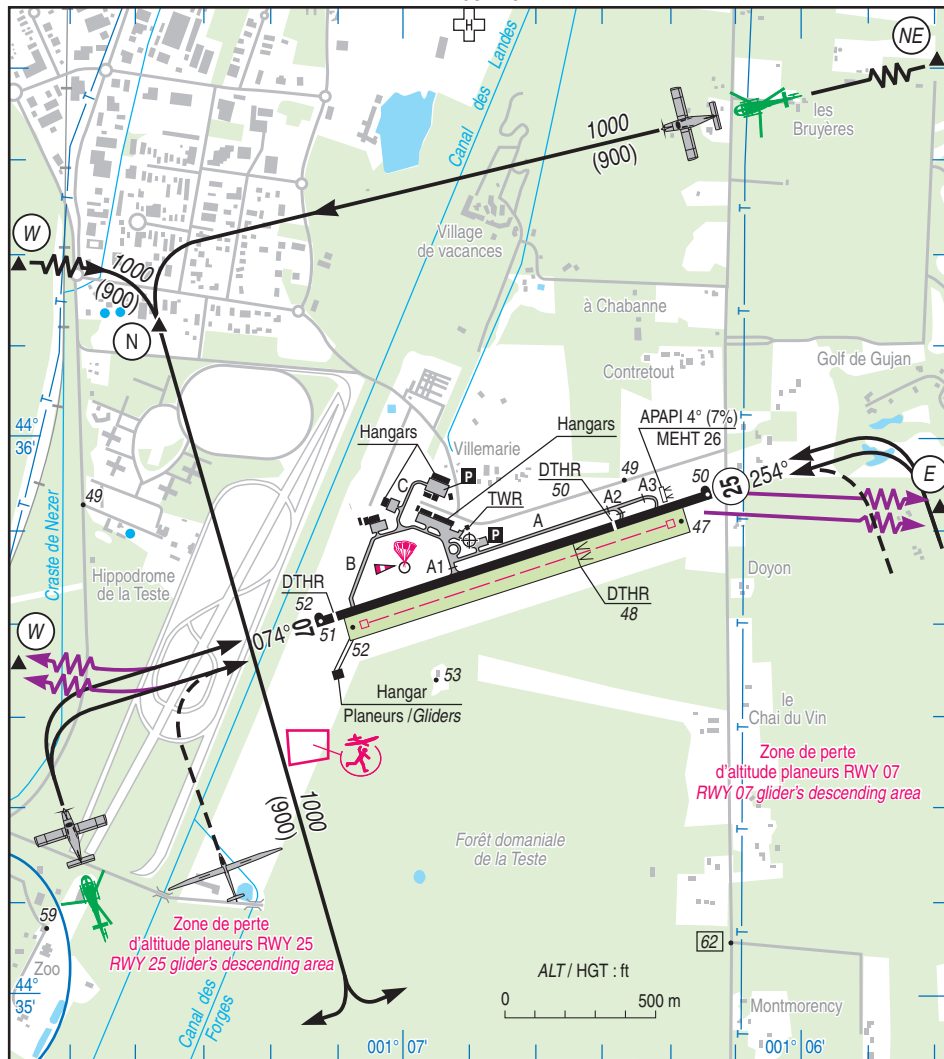 NE
H
Landes
des
Canal
les
Bruyères
1000
(900)
Village
de vacances
W
1000
(900)
N
à Chabanne
Golf de Gujan
Contretout
44°
36'
APAPI 4° (7%)
MEHT 26
Hangars
Villemarie
Hangars
DTHR
50
49
P
TWR
C
A3
A2
50
25
254°
E
49
A
P
47
Craste de Nezer
Hippodrome
de la Teste
B
A1
Doyon
DTHR
52
DTHR
48
51
07
074°
W
52
53
Hangar
Planeurs / Gliders
le
Chai du Vin
Zone de perte
d'altitude planeurs RWY 07
RWY 07 glider's descending area
1000
(900)
Forêt domaniale
de la Teste
59
Zone de perte
d'altitude planeurs RWY 25
RWY 25 glider's descending area
62
Zoo
ALT / HGT : ft
0 500 m
44°
35'
Canal des
Forges
Montmorency
001° 07'
001° 06'